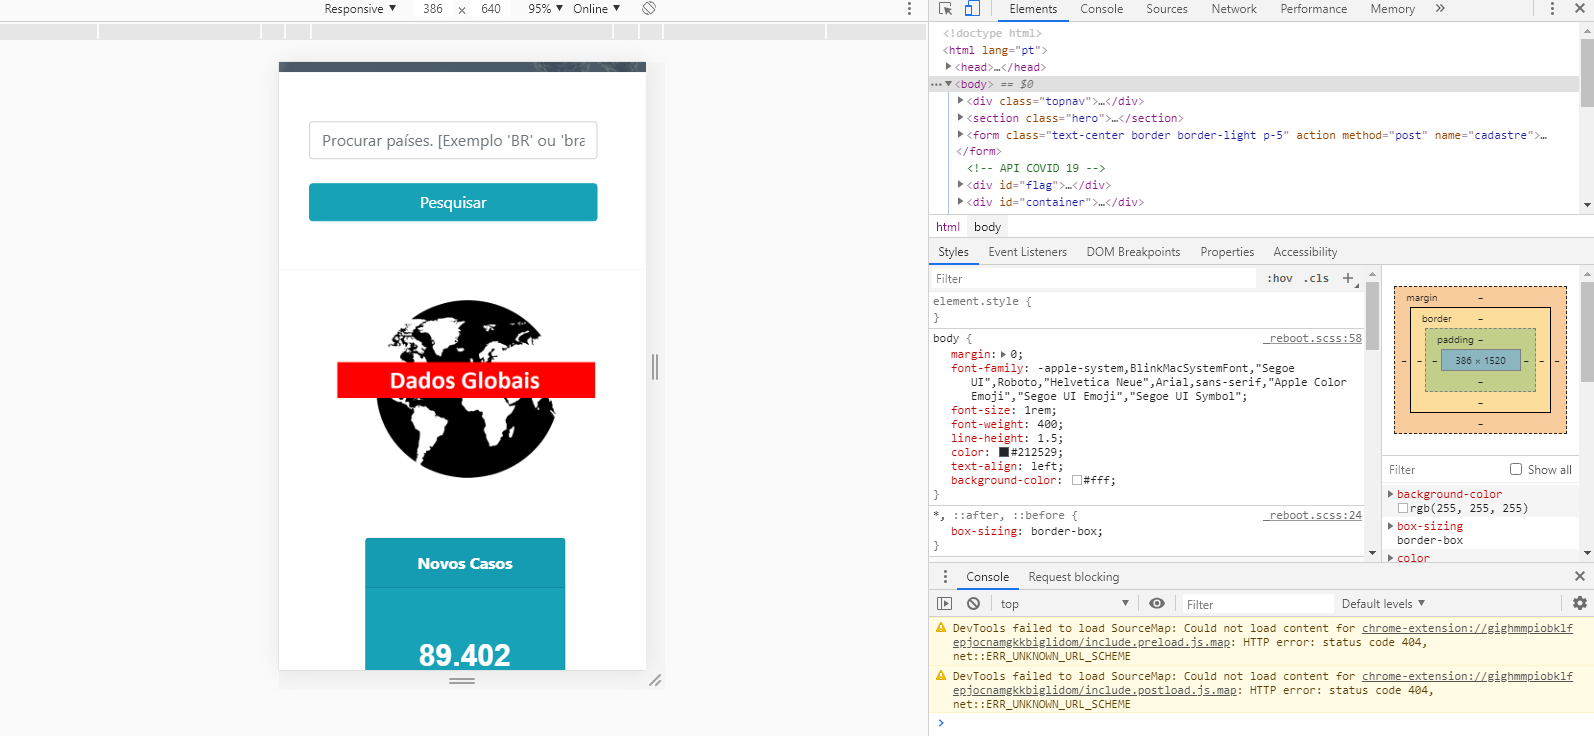 Responsive ▼ 386 × 640 95% ▼ Online ▼
Procurar países. [Exemplo 'BR' ou 'bra
Pesquisar
Dados Globais
Novos Casos
89.402
Elements Console Sources Network Performance Memory »
<!doctype html>
<html lang="pt">
▶<head>…</head>
…▼<body> == $0
▶<div class="topnav">…</div>
▶<section class="hero">…</section>
▶<form class="text-center border border-light p-5" action method="post" name="cadastre">…
</form>
<!-- API COVID 19 -->
▶<div id="flag">…</div>
▶<div id="container">…</div>
html body
Styles Event Listeners DOM Breakpoints Properties Accessibility
Filter :hov .cls +
element.style {
}
body { _reboot.scss:58
margin: ▶ 0;
font-family: -apple-system,BlinkMacSystemFont,"Segoe
UI",Roboto,"Helvetica Neue",Arial,sans-serif,"Apple Color
Emoji","Segoe UI Emoji","Segoe UI Symbol";
font-size: 1rem;
font-weight: 400;
line-height: 1.5;
color: #212529;
text-align: left;
background-color: #fff;
}
*, ::after, ::before { _reboot.scss:24
box-sizing: border-box;
}
margin –
border –
padding –
– – – 386 × 1520 – – –
–
–
–
Filter Show all
▶ background-color
rgb(255, 255, 255)
▶ box-sizing
border-box
▶ color
Console Request blocking
top ▼ Filter Default levels ▼
DevTools failed to load SourceMap: Could not load content for chrome-extension://gighmmpiobklf
epjocnamgkkbiglidom/include.preload.js.map: HTTP error: status code 404,
net::ERR_UNKNOWN_URL_SCHEME
DevTools failed to load SourceMap: Could not load content for chrome-extension://gighmmpiobklf
epjocnamgkkbiglidom/include.postload.js.map: HTTP error: status code 404,
net::ERR_UNKNOWN_URL_SCHEME
>